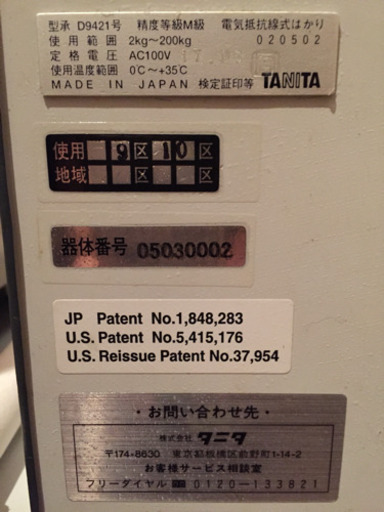 型承 D9421号 精度等級M級 電気抵抗線式はかり
使用範囲 2kg～200kg 020502
定格電圧 AC100V
使用温度範囲 0℃～+35℃
MADE IN JAPAN 検定証印等 TANITA
使用 9区 10区
地域 区 区
器体番号 05030002
JP Patent No.1,848,283
U.S. Patent No.5,415,176
U.S. Reissue Patent No.37,954
・お問い合わせ先・
株式会社 タニタ
〒174-8630 東京都板橋区前野町1-14-2
お客様サービス相談室
フリーダイヤル 0120-133821